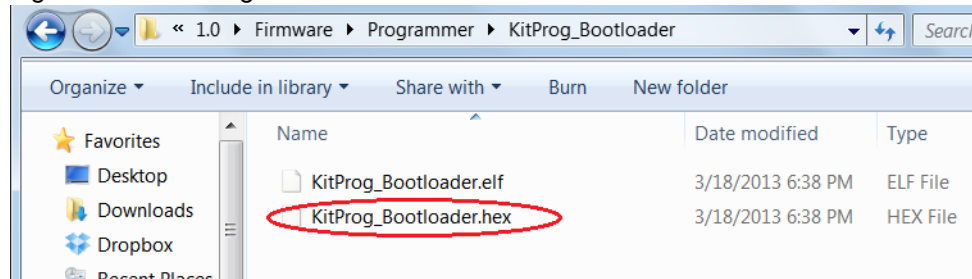 « 1.0 ▸ Firmware ▸ Programmer ▸ KitProg_Bootloader
Organize Include in library Share with Burn New folder
Favorites
Desktop
Downloads
Dropbox
Recent Places
Name Date modified Type
KitProg_Bootloader.elf 3/18/2013 6:38 PM ELF File
KitProg_Bootloader.hex 3/18/2013 6:38 PM HEX File